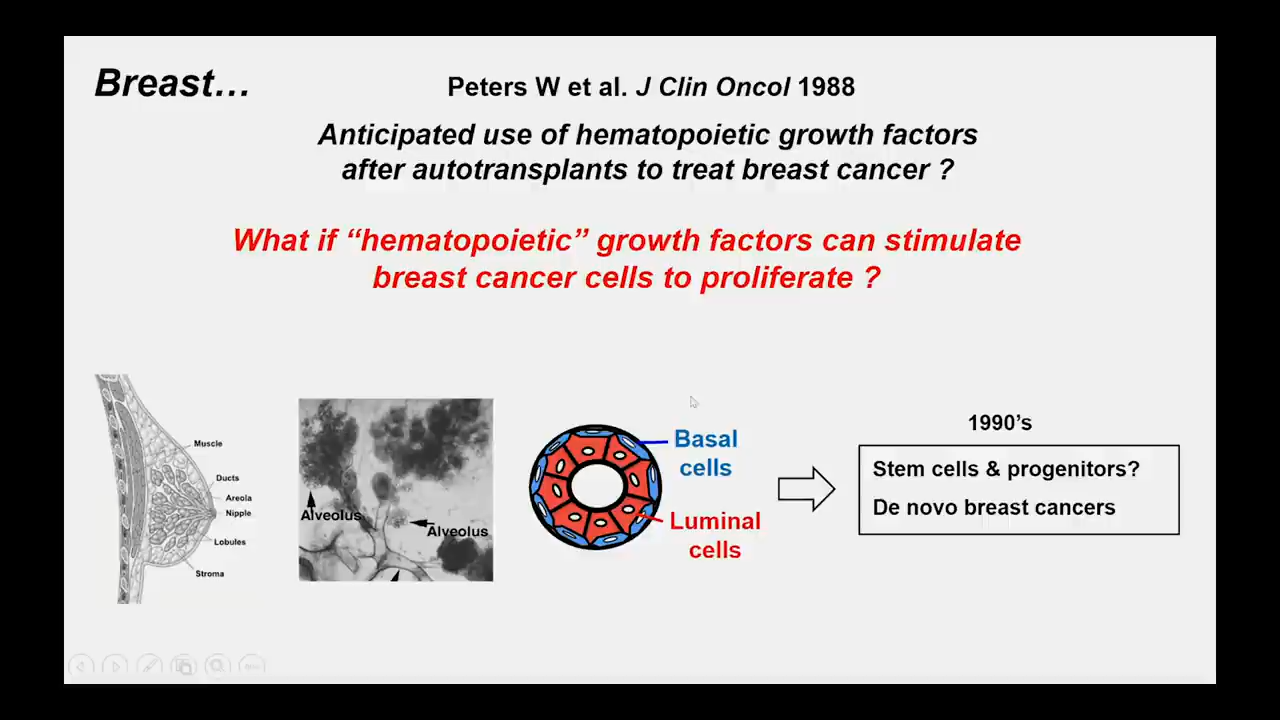 Breast…
Peters W et al. J Clin Oncol 1988
Anticipated use of hematopoietic growth factors
after autotransplants to treat breast cancer ?
What if “hematopoietic” growth factors can stimulate
breast cancer cells to proliferate ?
Muscle
Ducts
Areola
Nipple
Lobules
Stroma
Alveolus
Alveolus
Basal
cells
Luminal
cells
1990’s
Stem cells & progenitors?
De novo breast cancers